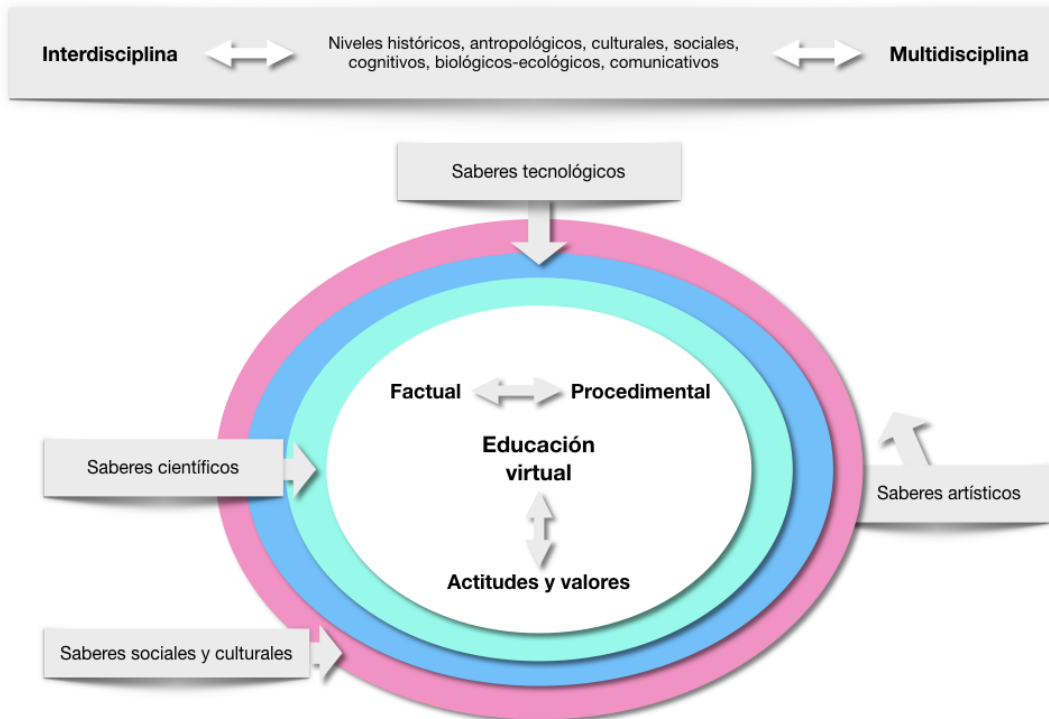 Interdisciplina
Niveles históricos, antropológicos, culturales, sociales,
cognitivos, biológicos-ecológicos, comunicativos
Multidisciplina
Saberes tecnológicos
Factual
Procedimental
Educación
virtual
Saberes científicos
Saberes artísticos
Actitudes y valores
Saberes sociales y culturales